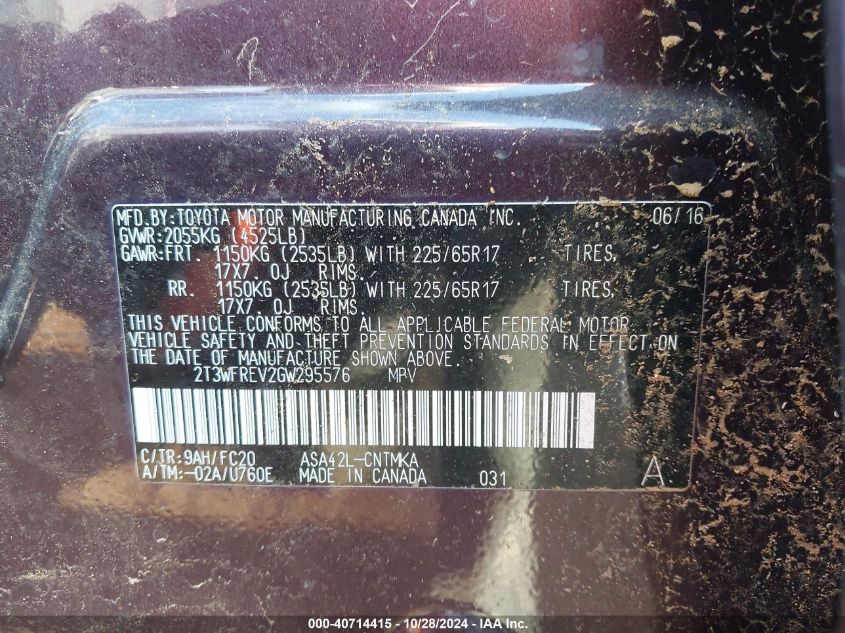 MFD.BY:TOYOTA MOTOR MANUFACTURING CANADA INC. 06/16
GVWR:2055KG (4525LB)
GAWR:FRT. 1150KG (2535LB) WITH 225/65R17 TIRES,
17X7.0J RIMS.
RR. 1150KG (2535LB) WITH 225/65R17 TIRES,
17X7.0J RIMS.
THIS VEHICLE CONFORMS TO ALL APPLICABLE FEDERAL MOTOR
VEHICLE SAFETY AND THEFT PREVENTION STANDARDS IN EFFECT ON
THE DATE OF MANUFACTURE SHOWN ABOVE.
2T3WFREV2GW295576 MPV
C/TR:9AH/FC20 ASA42L-CNTMKA
A/TM:-02A/U760E MADE IN CANADA 031 A
000-40714415 - 10/28/2024 - IAA Inc.